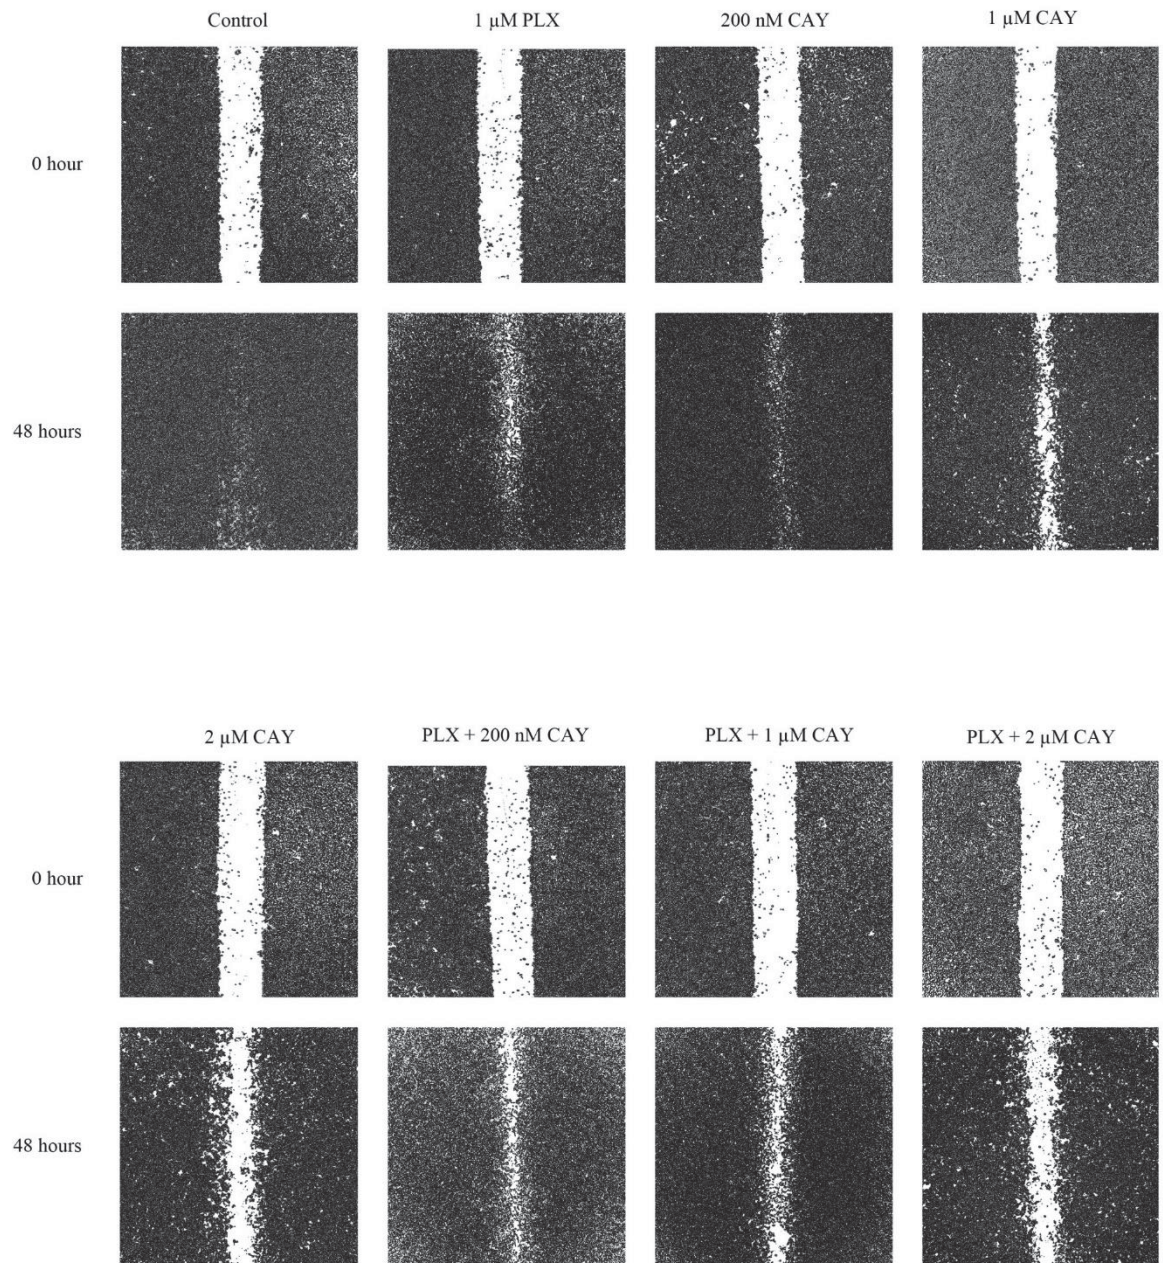 Control 1 µM PLX 200 nM CAY 1 µM CAY
0 hour
48 hours
2 µM CAY PLX + 200 nM CAY PLX + 1 µM CAY PLX + 2 µM CAY
0 hour
48 hours